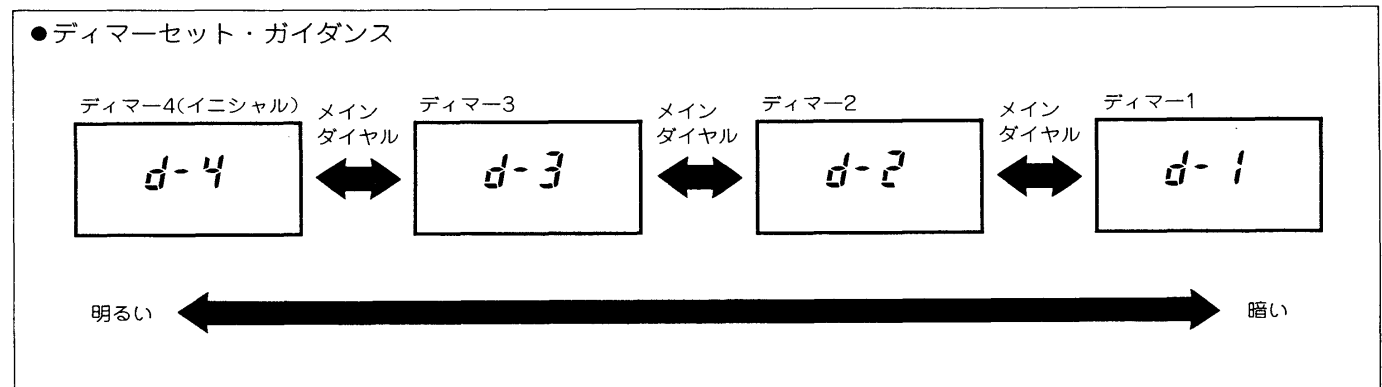 ●ディマーセット・ガイダンス
ディマー4(イニシャル)
メイン
ダイヤル
ディマー3
メイン
ダイヤル
ディマー2
メイン
ダイヤル
ディマー1
d-4
d-3
d-2
d-1
明るい
暗い